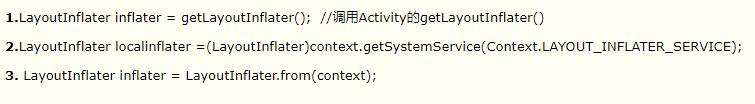 1.LayoutInflater inflater = getLayoutInflater();  //调用Activity的getLayoutInflater()
2.LayoutInflater localinflater =(LayoutInflater)context.getSystemService(Context.LAYOUT_INFLATER_SERVICE);
3. LayoutInflater inflater = LayoutInflater.from(context);